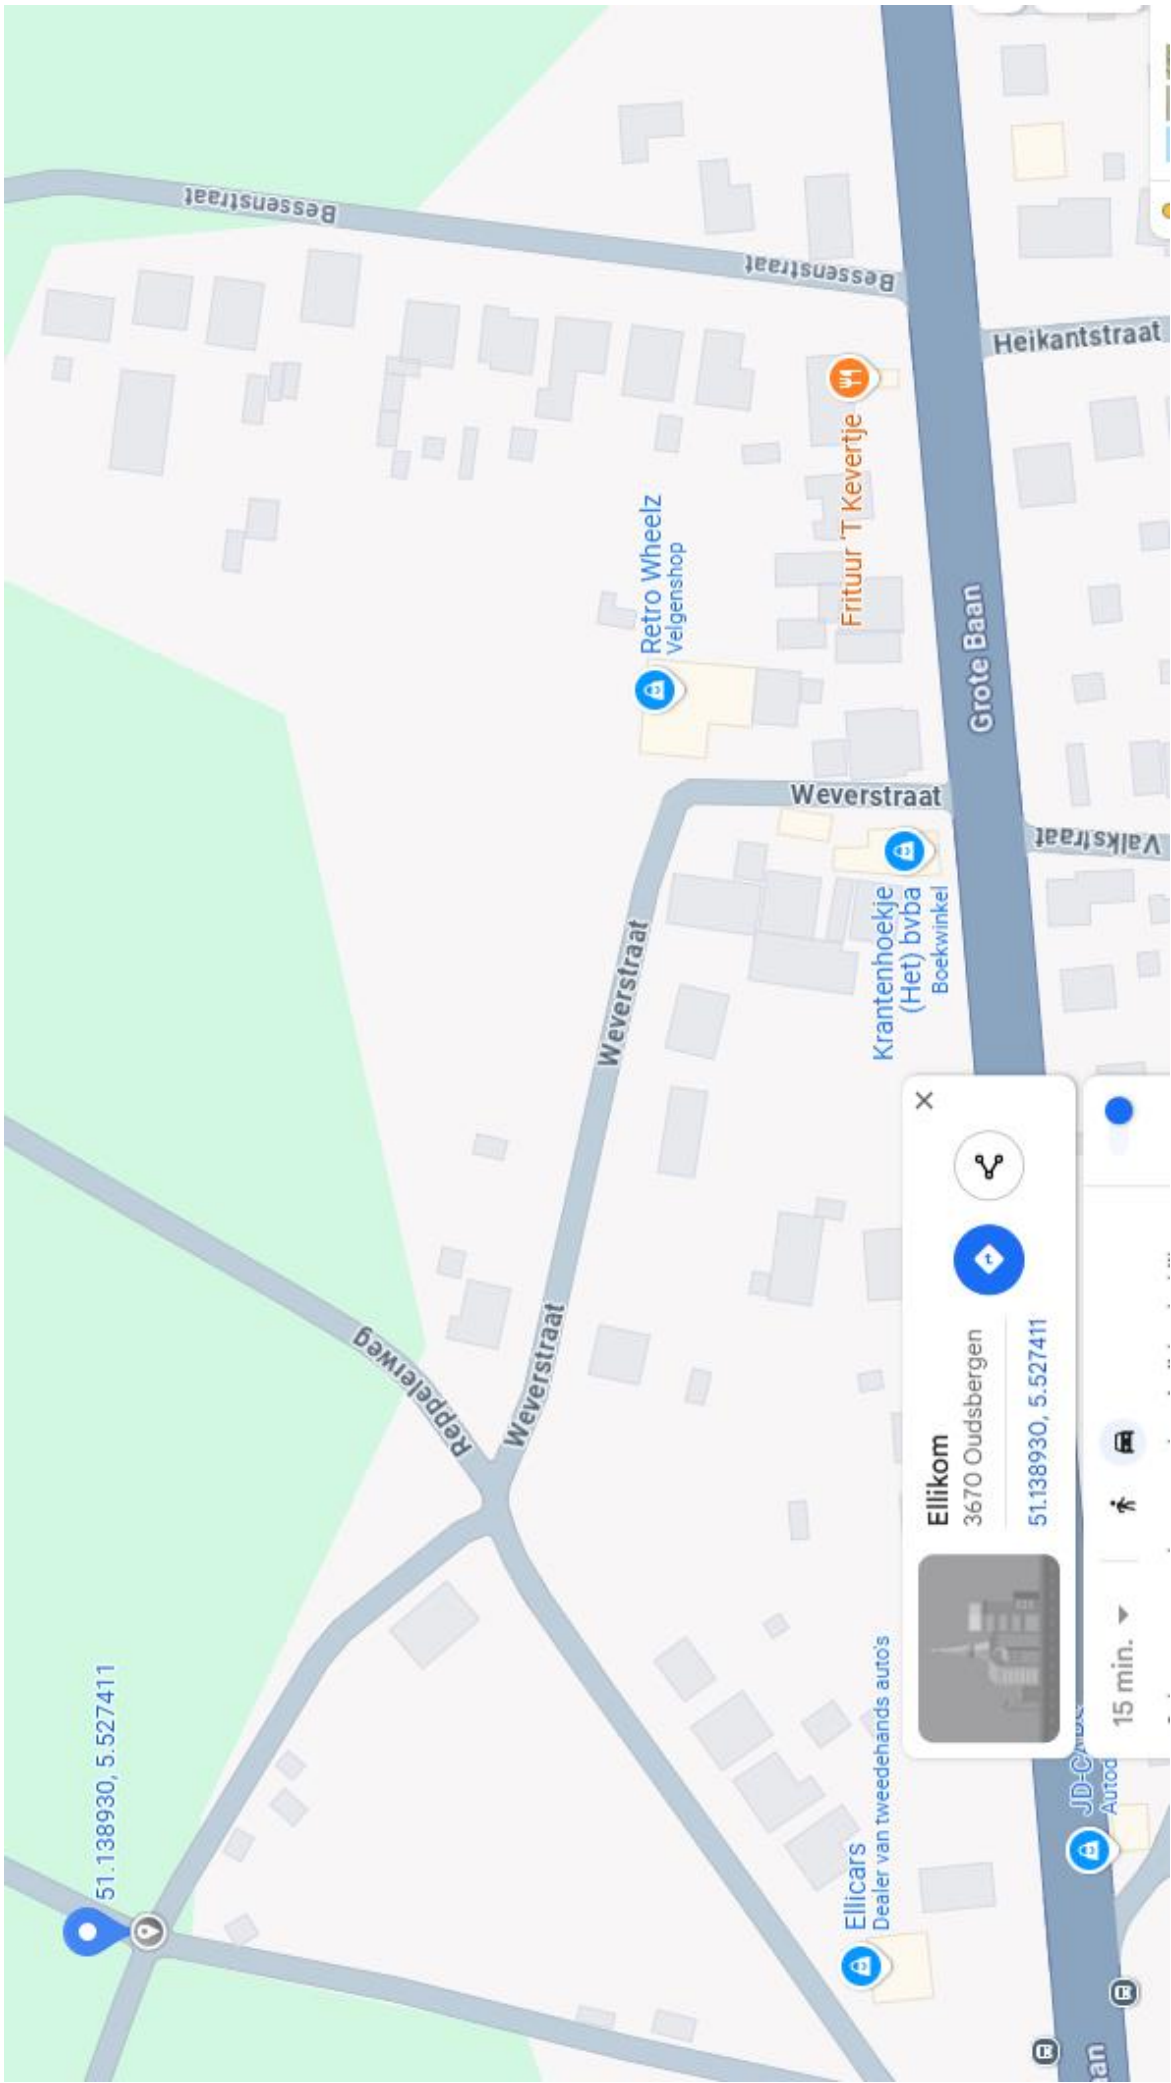 51.138930, 5.527411
Reppelerweg
Weverstraat
Weverstraat
Weverstraat
Bessenstraat
Bessenstraat
Retro Wheelz
Velgenshop
Frituur 'T Kevertje
Krantenhoekje
(Het) bvba
Boekwinkel
Grote Baan
Heikantstraat
Valkstraat
Ellicars
Dealer van tweedehands auto's
Ellikom
3670 Oudsbergen
51.138930, 5.527411
15 min.